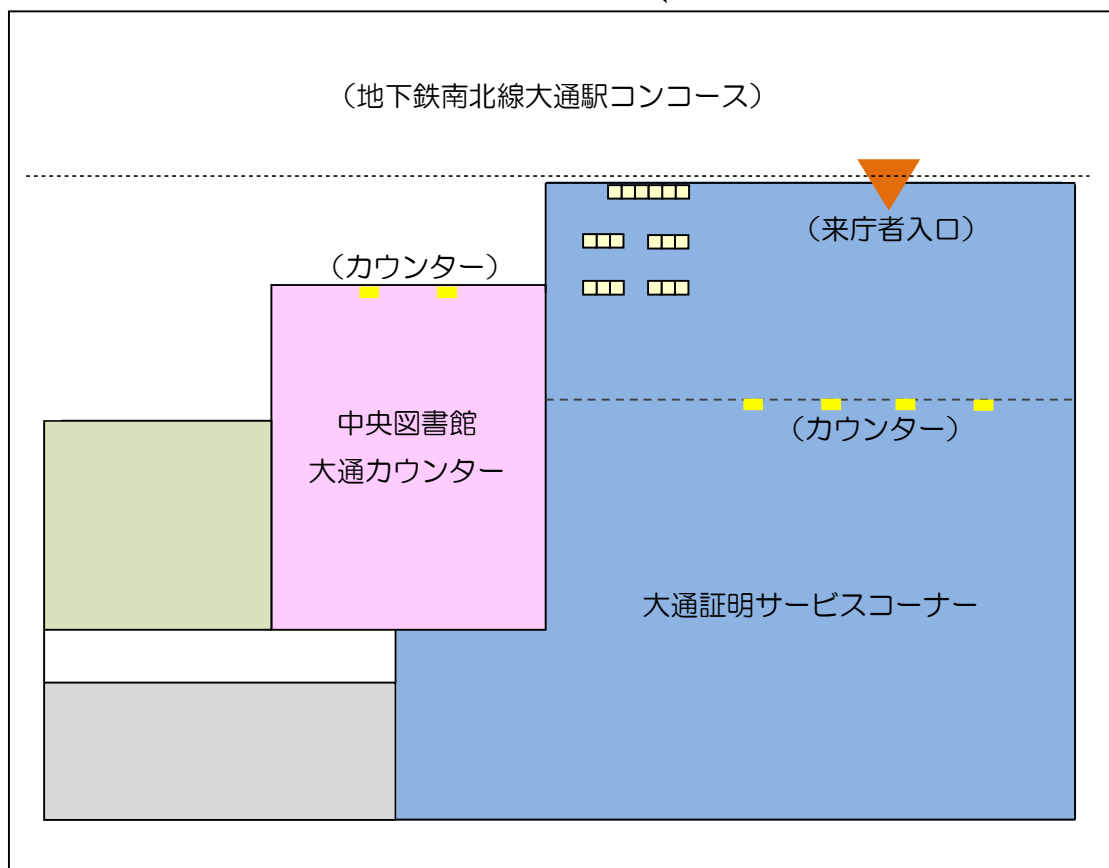 （地下鉄南北線大通駅コンコース）
（来庁者入口）
（カウンター）
中央図書館
大通カウンター
（カウンター）
大通証明サービスコーナー